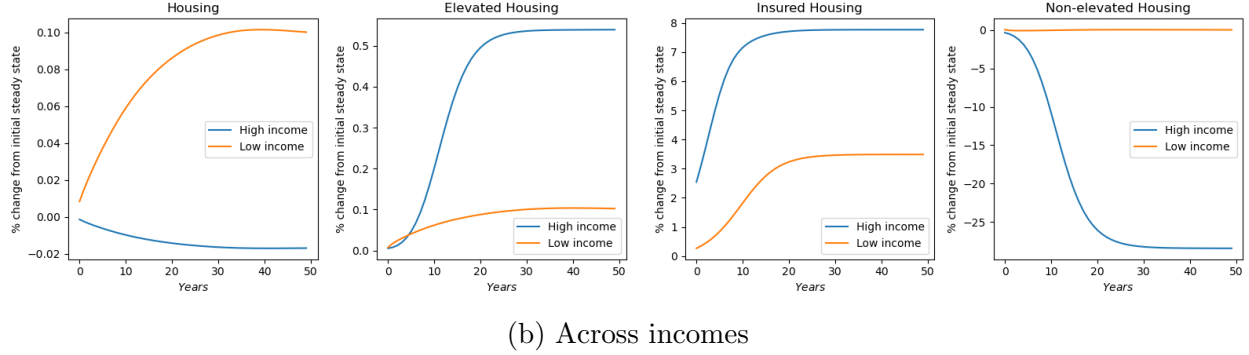 Housing
% change from initial steady state
0.10
0.08
0.06
0.04
0.02
0.00
−0.02
High income
Low income
0 10 20 30 40 50
Years
Elevated Housing
% change from initial steady state
0.5
0.4
0.3
0.2
0.1
0.0
High income
Low income
0 10 20 30 40 50
Years
Insured Housing
% change from initial steady state
8
7
6
5
4
3
2
1
0
High income
Low income
0 10 20 30 40 50
Years
Non-elevated Housing
% change from initial steady state
0
−5
−10
−15
−20
−25
High income
Low income
0 10 20 30 40 50
Years
(b) Across incomes